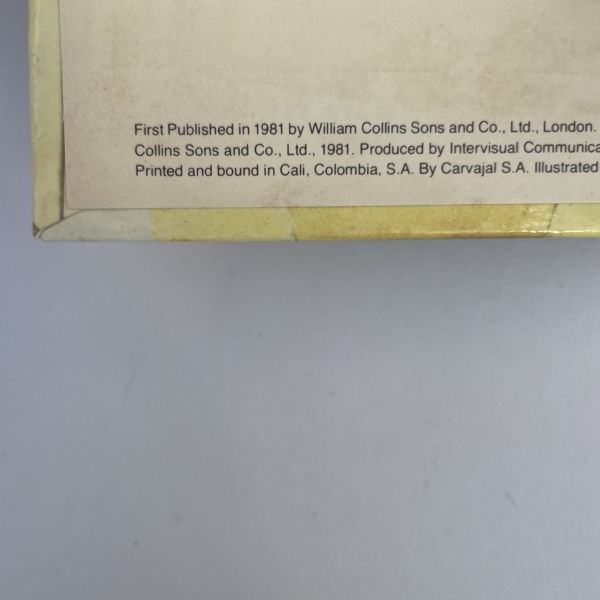 First Published in 1981 by William Collins Sons and Co., Ltd., London.
Collins Sons and Co., Ltd., 1981. Produced by Intervisual Communica
Printed and bound in Cali, Colombia, S.A. By Carvajal S.A. Illustrated